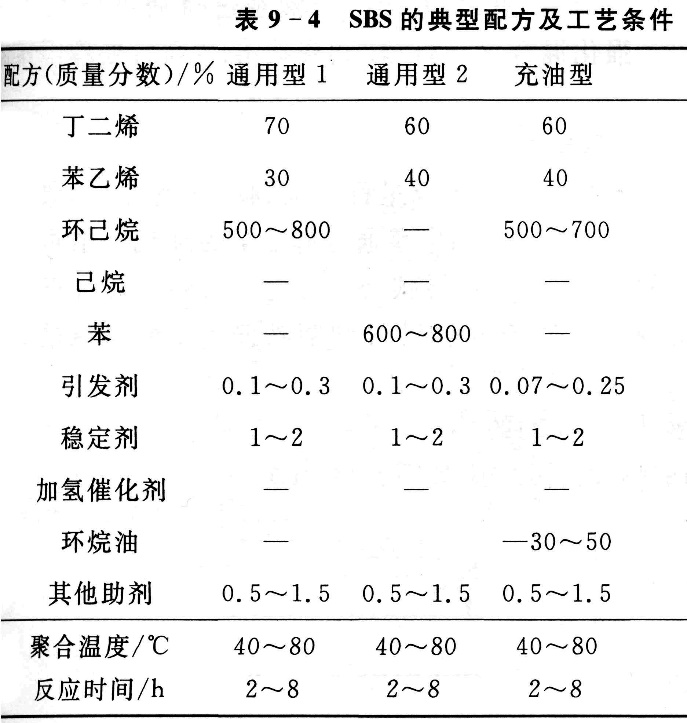 表 9-4 SBS 的典型配方及工艺条件
配方(质量分数)/% 通用型 1 通用型 2 充油型
丁二烯 70 60 60
苯乙烯 30 40 40
环己烷 500～800 — 500～700
己烷 — — —
苯 — 600～800 —
引发剂 0.1～0.3 0.1～0.3 0.07～0.25
稳定剂 1～2 1～2 1～2
加氢催化剂 — — —
环烷油 — —30～50
其他助剂 0.5～1.5 0.5～1.5 0.5～1.5
聚合温度/℃ 40～80 40～80 40～80
反应时间/h 2～8 2～8 2～8